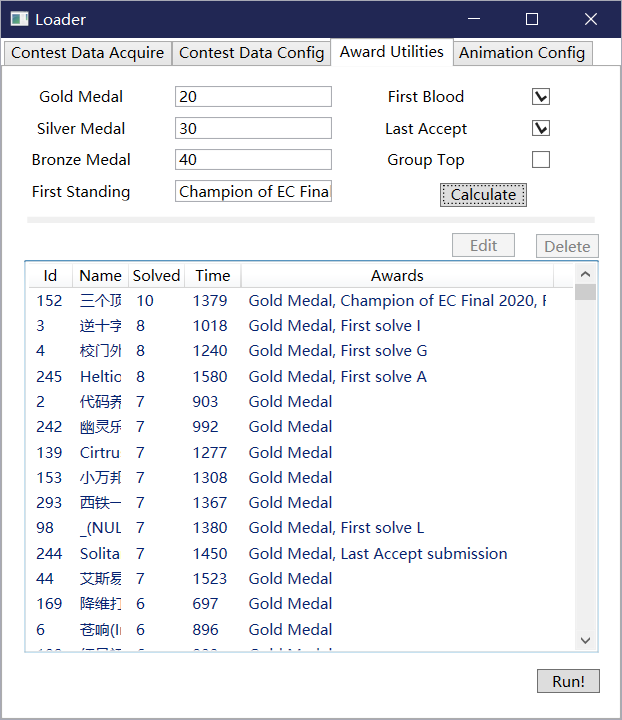 Loader
Contest Data Acquire Contest Data Config Award Utilities Animation Config
Gold Medal 20 First Blood
Silver Medal 30 Last Accept
Bronze Medal 40 Group Top
First Standing Champion of EC Final Calculate
Edit Delete
Id Name Solved Time Awards
152 三个顶 10 1379 Gold Medal, Champion of EC Final 2020, F
3 逆十字 8 1018 Gold Medal, First solve I
4 校门外 8 1240 Gold Medal, First solve G
245 Heltio 8 1580 Gold Medal, First solve A
2 代码养 7 903 Gold Medal
242 幽灵乐 7 992 Gold Medal
139 Cirtru 7 1277 Gold Medal
153 小万邦 7 1308 Gold Medal
293 西铁一 7 1367 Gold Medal
98 _(NUL 7 1380 Gold Medal, First solve L
244 Solita 7 1450 Gold Medal, Last Accept submission
44 艾斯易 7 1523 Gold Medal
169 降维打 6 697 Gold Medal
6 苍响(Ir 6 896 Gold Medal
Run!